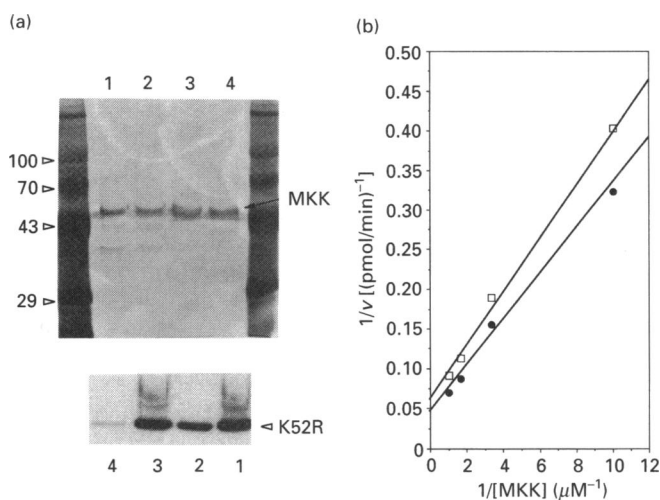 (a)
1 2 3 4
100
70
43
29
MKK
K52R
4 3 2 1
(b)
0.50
0.45
0.40
0.35
0.30
0.25
0.20
0.15
0.10
0.05
0
0 2 4 6 8 10 12
1/v [(pmol/min)⁻¹]
1/[MKK] (μM⁻¹)